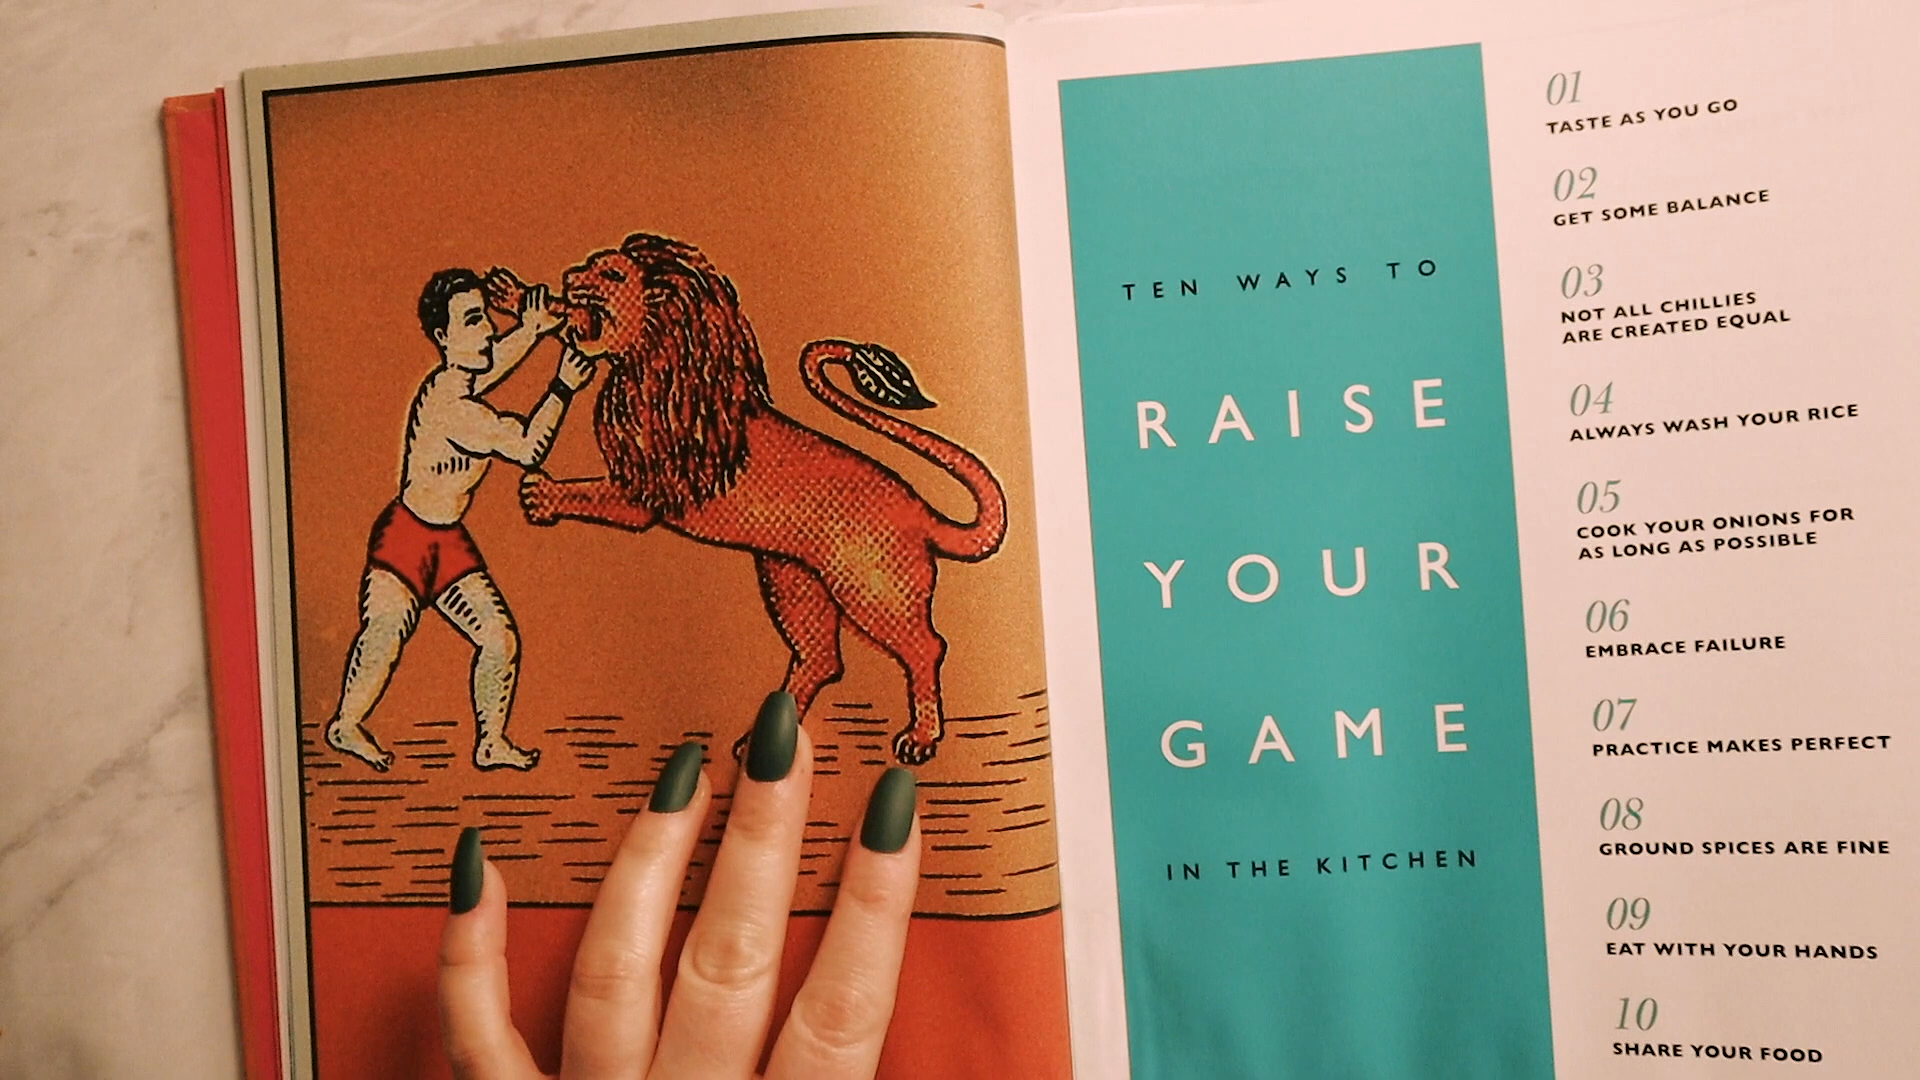 TEN WAYS TO
RAISE
YOUR
GAME
IN THE KITCHEN
01
TASTE AS YOU GO
02
GET SOME BALANCE
03
NOT ALL CHILLIES
ARE CREATED EQUAL
04
ALWAYS WASH YOUR RICE
05
COOK YOUR ONIONS FOR
AS LONG AS POSSIBLE
06
EMBRACE FAILURE
07
PRACTICE MAKES PERFECT
08
GROUND SPICES ARE FINE
09
EAT WITH YOUR HANDS
10
SHARE YOUR FOOD